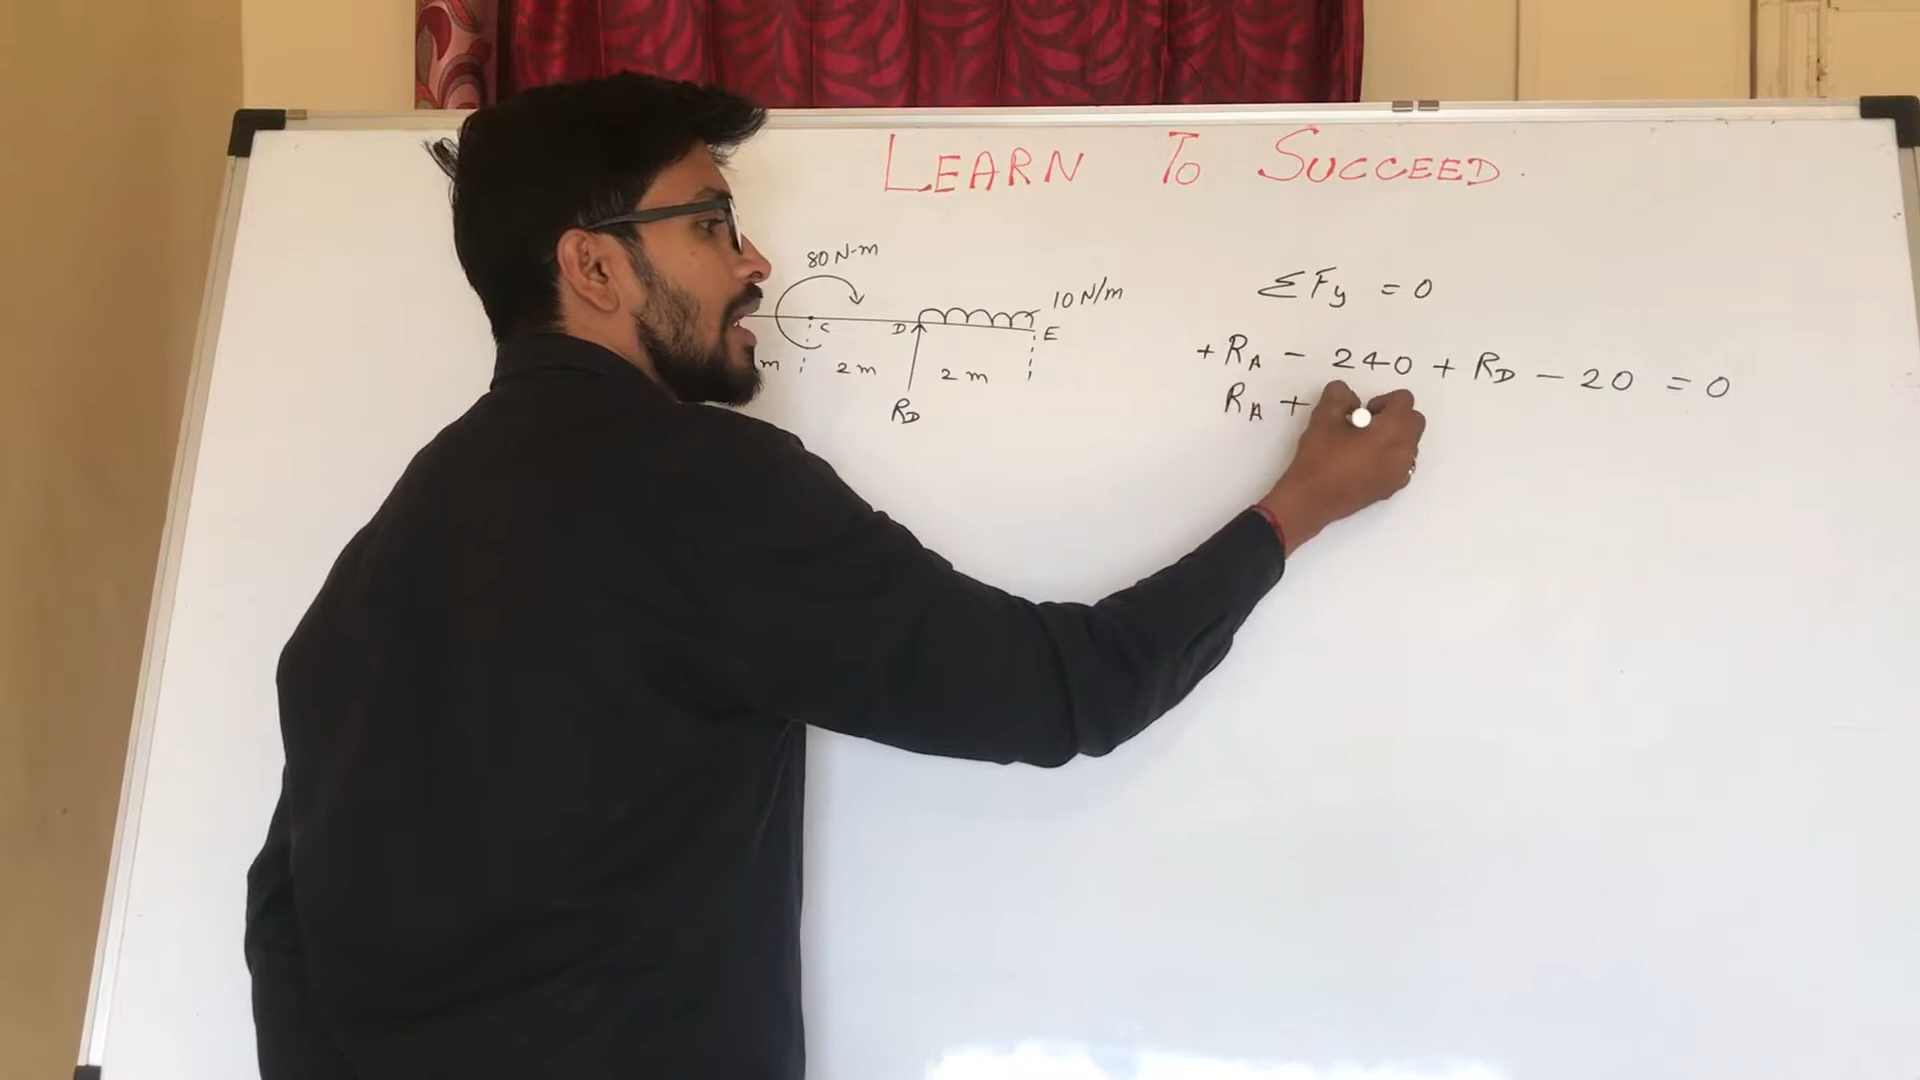 LEARN TO SUCCEED.
80 N-m
10 N/m
C
D
E
m
2 m
2 m
RD
ΣFy = 0
+RA - 240 + RD - 20 = 0
RA +